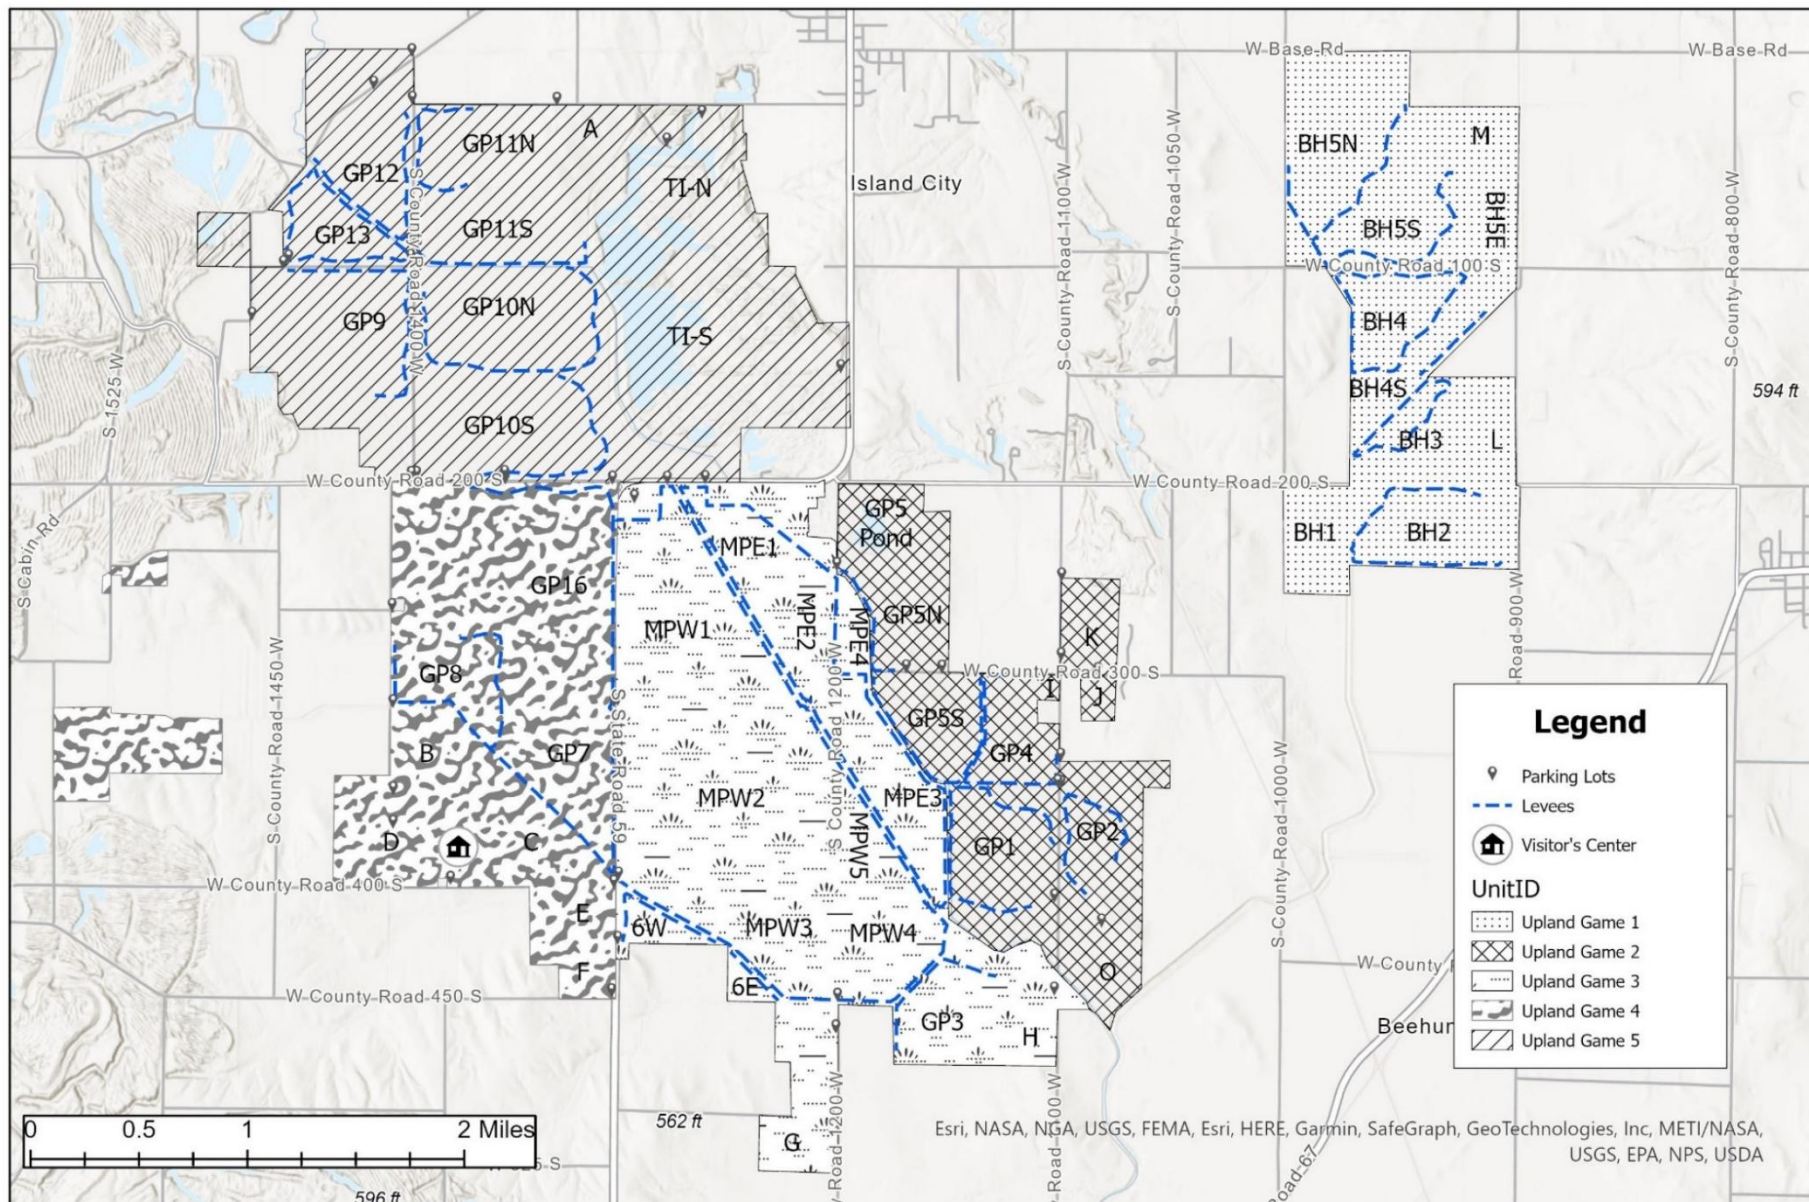 W Base Rd
W Base Rd
A
GP11N
M
BH5N
GP12
TI-N
Island City
BH5E
GP11S
GP13
BH5S
S-County-Road-1400-W
S-County-Road-1100-W
S-County-Road-1050-W
S-County-Road-800-W
W County Road 100 S
GP10N
GP9
TI-S
BH4
S-1525-W
BH4S
594 ft
GP10S
BH3
L
W County Road 200 S
W-County-Road 200 S
GP5
Pond
BH1
BH2
MPE1
S-Cabin Rd
GP16
MPE2
MPE4
GP5N
MPW1
K
GP8
W County Road 300 S
I
J
S-County-Road-1450-W
S-State-Road-59
S-County Road 1200-W
GP5S
B
GP7
GP4
MPW2
MPE3
MPW5
S-County-Road-1000-W
Road-900-W
D
C
GP1
GP2
W County Road 400 S
E
6W
MPW3
MPW4
F
6E
O
W-County
W County Road 450 S
GP3
H
Beehun
G
562 ft
596 ft
Legend
Parking Lots
Levees
Visitor's Center
UnitID
Upland Game 1
Upland Game 2
Upland Game 3
Upland Game 4
Upland Game 5
0 0.5 1 2 Miles
Esri, NASA, NGA, USGS, FEMA, Esri, HERE, Garmin, SafeGraph, GeoTechnologies, Inc, METI/NASA,
USGS, EPA, NPS, USDA